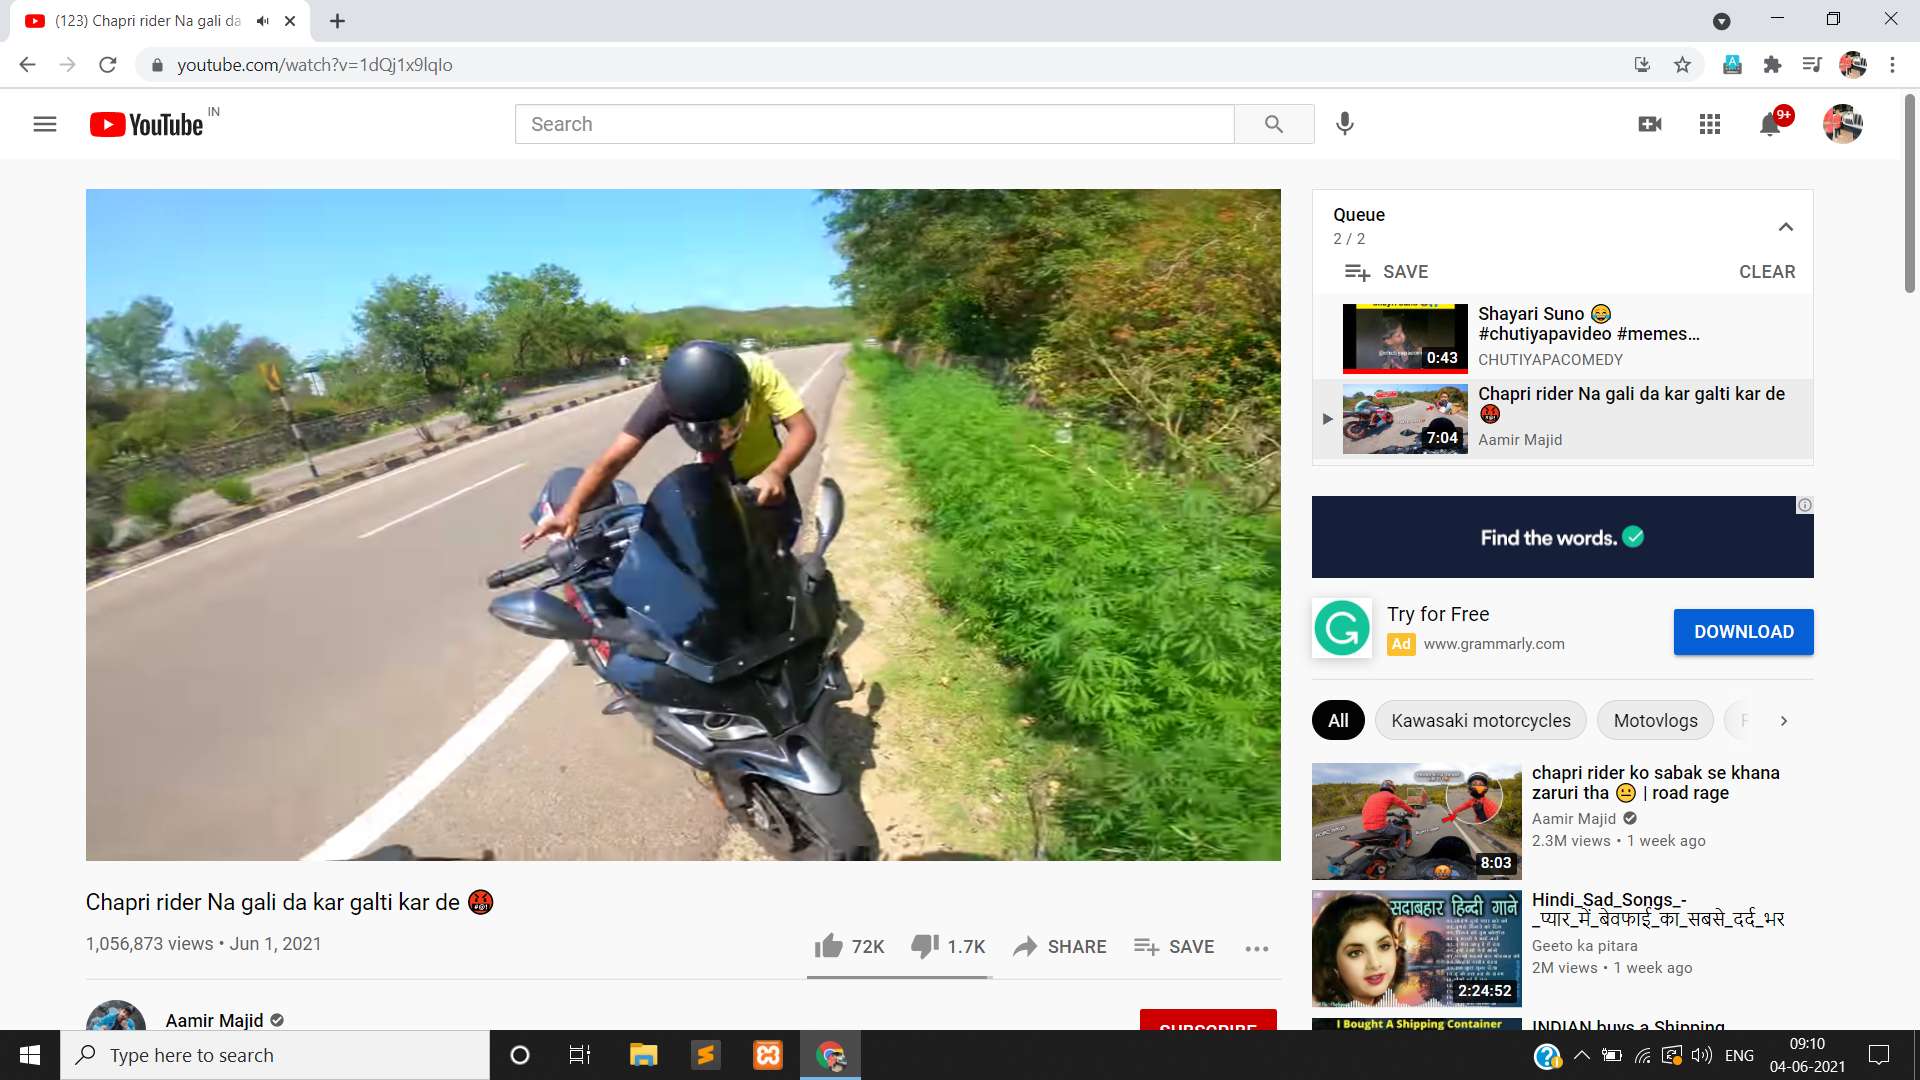 (123) Chapri rider Na gali da
youtube.com/watch?v=1dQj1x9lqIo
YouTube IN
Search
9+
Queue
2 / 2
SAVE
CLEAR
0:43
Shayari Suno 😂
#chutiyapavideo #memes...
CHUTIYAPACOMEDY
7:04
Chapri rider Na gali da kar galti kar de
🤬
Aamir Majid
Find the words.
Try for Free
Ad www.grammarly.com
DOWNLOAD
All
Kawasaki motorcycles
Motovlogs
8:03
chapri rider ko sabak se khana
zaruri tha 😐 | road rage
Aamir Majid
2.3M views • 1 week ago
सदाबहार हिन्दी गाने
2:24:52
Hindi_Sad_Songs_-
_प्यार_में_बेवफाई_का_सबसे_दर्द_भर
Geeto ka pitara
2M views • 1 week ago
I Bought A Shipping Container
INDIAN buys a Shipping
Chapri rider Na gali da kar galti kar de 🤬
1,056,873 views • Jun 1, 2021
72K
1.7K
SHARE
SAVE
Aamir Majid
SUBSCRIBE
Type here to search
ENG
09:10
04-06-2021